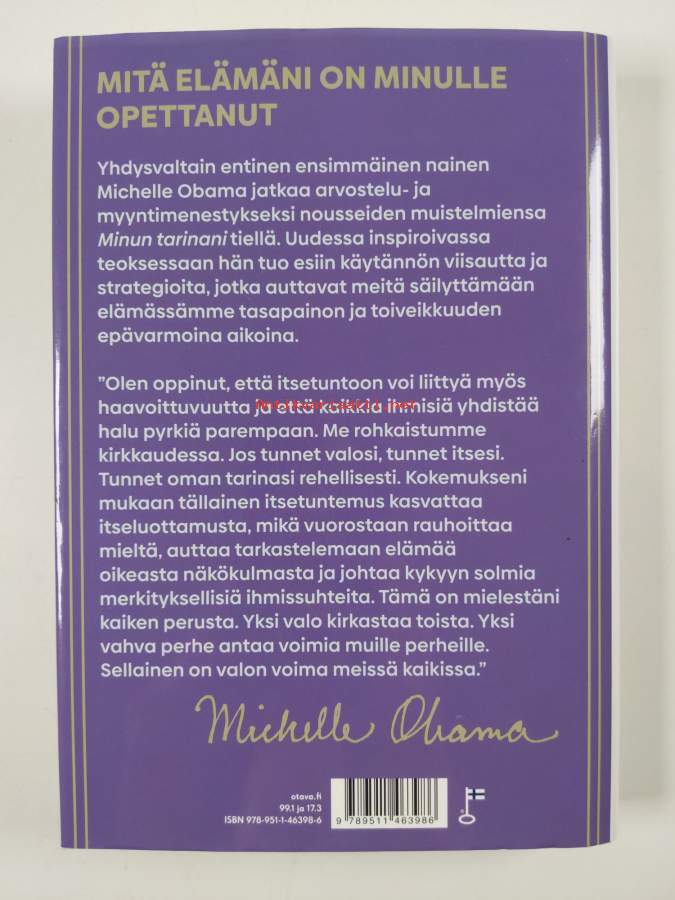 MITÄ ELÄMÄNI ON MINULLE
OPETTANUT
Yhdysvaltain entinen ensimmäinen nainen
Michelle Obama jatkaa arvostelu- ja
myyntimenestykseksi nousseiden muistelmiensa
Minun tarinani tiellä. Uudessa inspiroivassa
teoksessaan hän tuo esiin käytännön viisautta ja
strategioita, jotka auttavat meitä säilyttämään
elämässämme tasapainon ja toiveikkuuden
epävarmoina aikoina.
”Olen oppinut, että itsetuntoon voi liittyä myös
haavoittuvuutta ja että kaikkia ihmisiä yhdistää
halu pyrkiä parempaan. Me rohkaistumme
kirkkaudessa. Jos tunnet valosi, tunnet itsesi.
Tunnet oman tarinasi rehellisesti. Kokemukseni
mukaan tällainen itsetuntemus kasvattaa
itseluottamusta, mikä vuorostaan rauhoittaa
mieltä, auttaa tarkastelemaan elämää
oikeasta näkökulmasta ja johtaa kykyyn solmia
merkityksellisiä ihmissuhteita. Tämä on mielestäni
kaiken perusta. Yksi valo kirkastaa toista. Yksi
vahva perhe antaa voimia muille perheille.
Sellainen on valon voima meissä kaikissa.”
Michelle Obama
otava.fi
99.1 ja 17.3
ISBN 978-951-1-46398-6
9 789511 463986